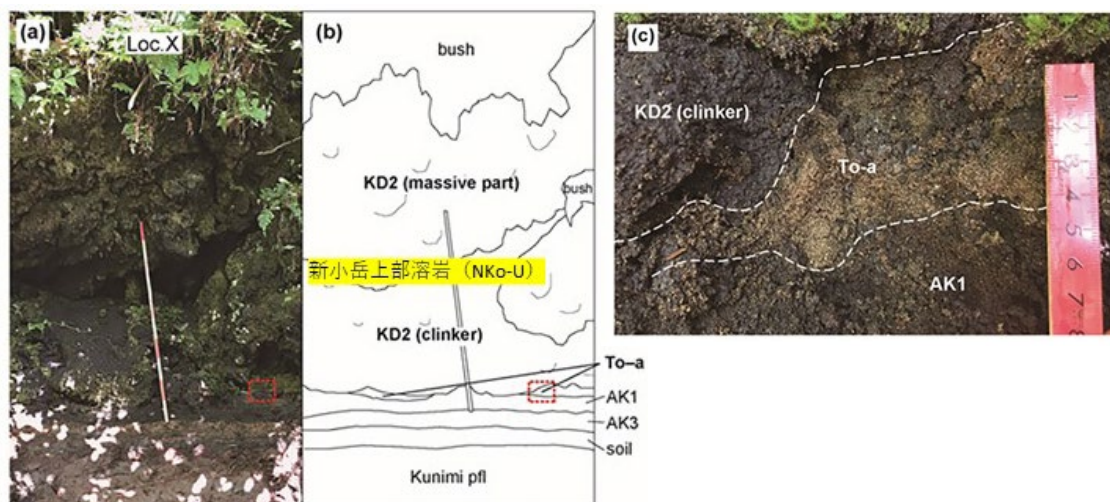 (a)
Loc.X
(b)
bush
KD2 (massive part)
bush
新小岳上部溶岩（NKo-U）
KD2 (clinker)
To–a
AK1
AK3
soil
Kunimi pfl
(c)
KD2 (clinker)
To-a
AK1
1
2
3
4
5
6
7
8